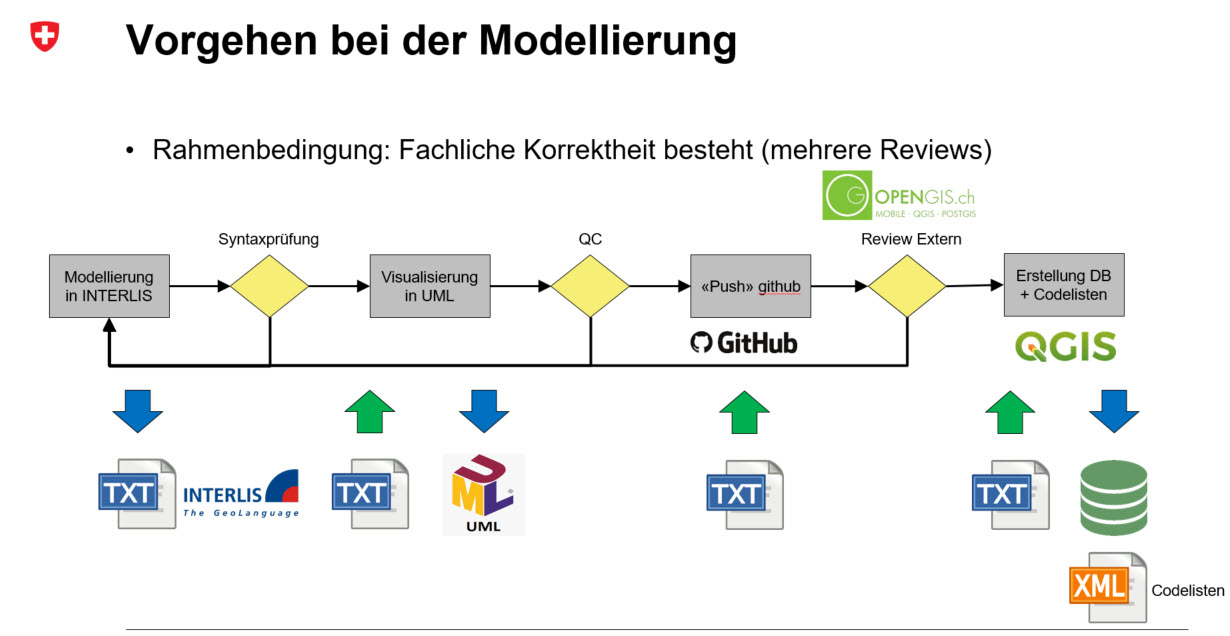 Vorgehen bei der Modellierung
• Rahmenbedingung: Fachliche Korrektheit besteht (mehrere Reviews)
G OPENGIS.ch
MOBILE · QGIS · POSTGIS
Syntaxprüfung
QC
Review Extern
Modellierung
in INTERLIS
Visualisierung
in UML
«Push» github
Erstellung DB
+ Codelisten
GitHub
QGIS
TXT
INTERLIS
The GeoLanguage
TXT
UML
UML
TXT
TXT
XML
Codelisten